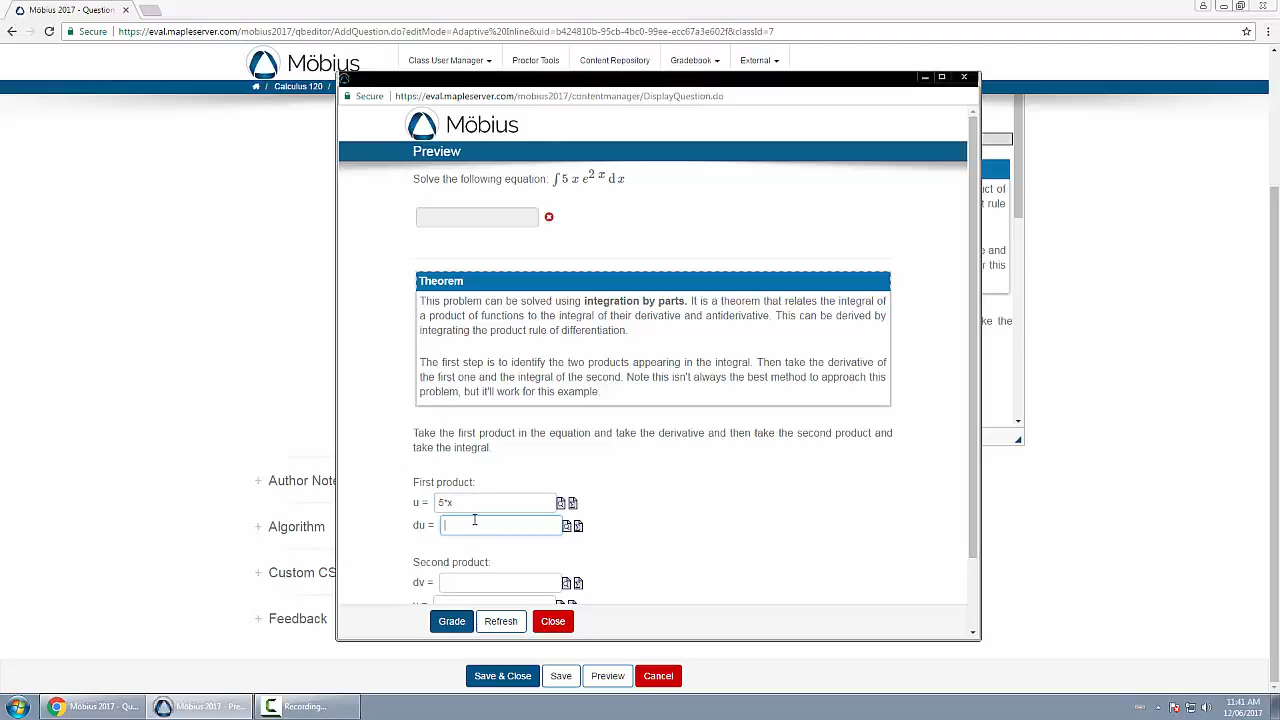 Möbius 2017 - Question
Secure
https://eval.mapleserver.com/mobius2017/qbeditor/AddQuestion.do?editMode=Adaptive%20Inline&uid=b424810b-95cb-4bc0-99ee-ecc67a3e602f&classId=7
Möbius
Class User Manager
Proctor Tools
Content Repository
Gradebook
External
Calculus 120 /
Secure
https://eval.mapleserver.com/mobius2017/contentmanager/DisplayQuestion.do
Möbius
Preview
Solve the following equation: ∫ 5 x e^{2 x} dx
Theorem
This problem can be solved using integration by parts. It is a theorem that relates the integral of
a product of functions to the integral of their derivative and antiderivative. This can be derived by
integrating the product rule of differentiation.
The first step is to identify the two products appearing in the integral. Then take the derivative of
the first one and the integral of the second. Note this isn't always the best method to approach this
problem, but it'll work for this example.
Take the first product in the equation and take the derivative and then take the second product and
take the integral.
First product:
u = 5*x
du =
Second product:
dv =
Grade
Refresh
Close
uct of
t rule
e and
r this
ke the
+ Author Note
+ Algorithm
+ Custom CS
+ Feedback
Save & Close
Save
Preview
Cancel
Möbius 2017 - Qu...
Möbius 2017 - Pre...
Recording...
11:41 AM
12/06/2017